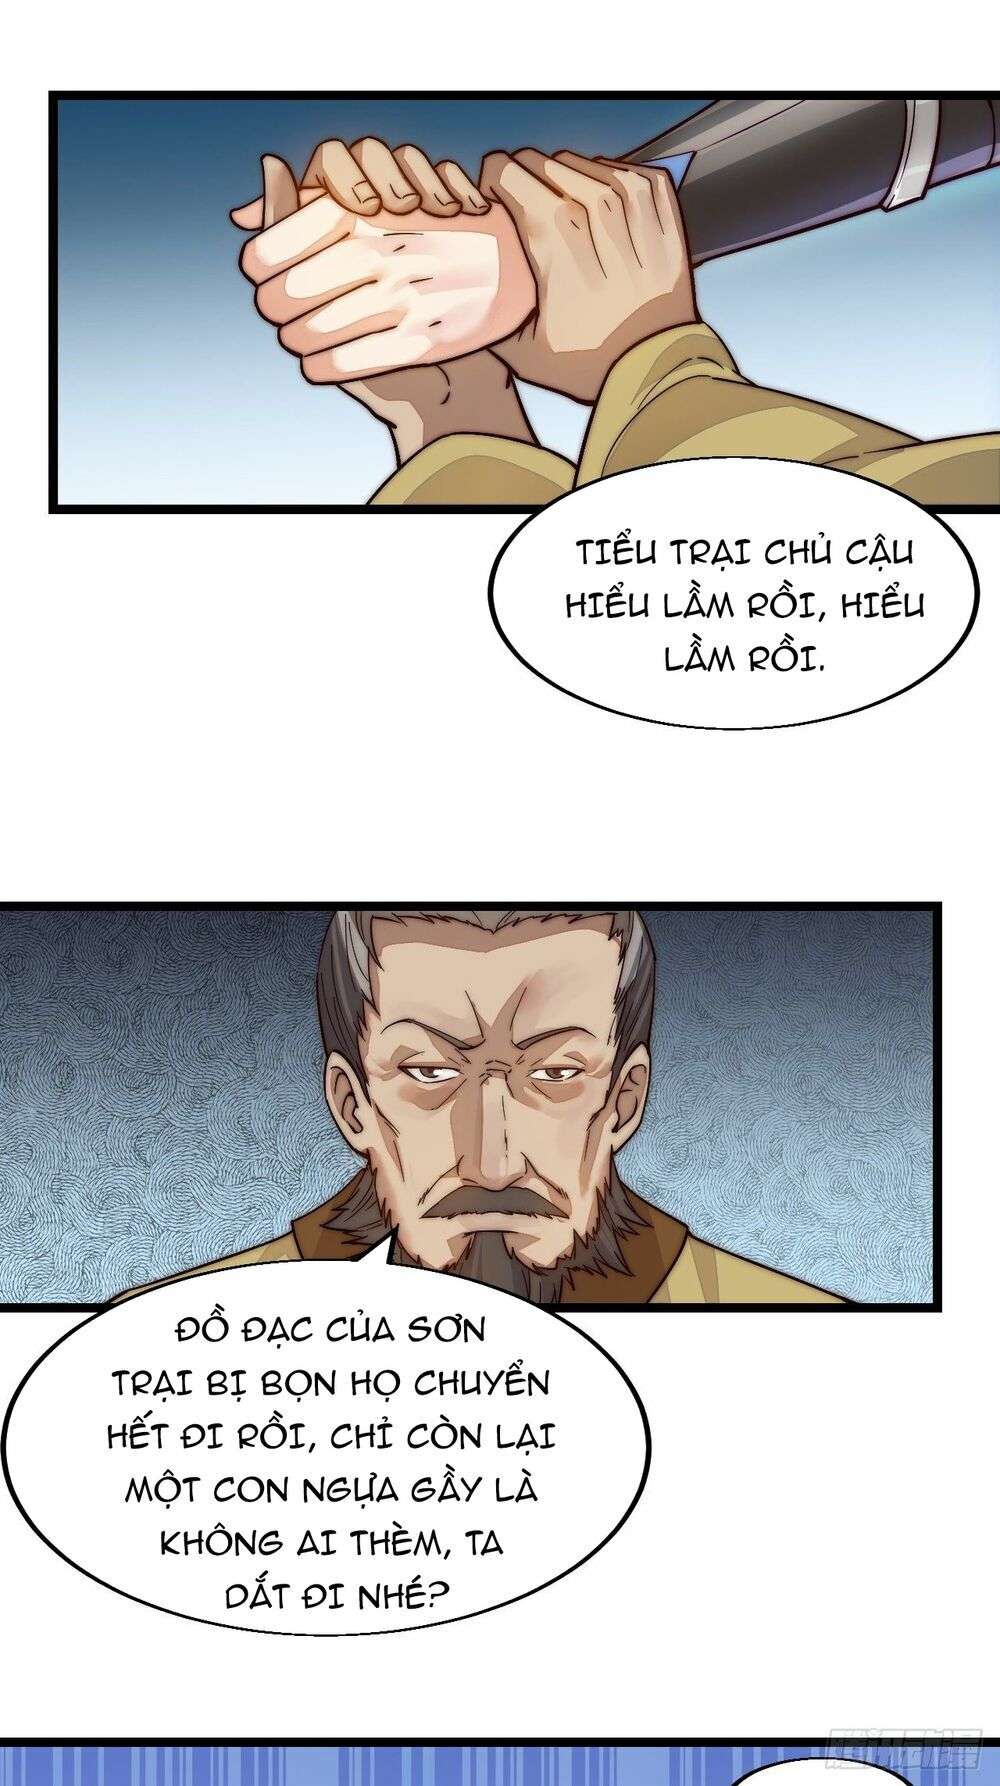 TIỂU TRẠI CHỦ CẬU
HIỂU LẦM RỒI, HIỂU
LẦM RỒI.
ĐỒ ĐẠC CỦA SƠN
TRẠI BỊ BỌN HỌ CHUYỂN
HẾT ĐI RỒI, CHỈ CÒN LẠI
MỘT CON NGỰA GẦY LÀ
KHÔNG AI THÈM, TA
DẮT ĐI NHÉ?